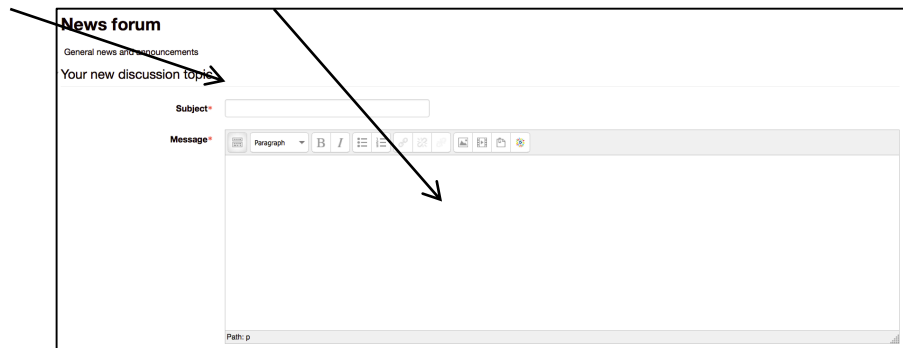 News forum
General news and announcements
Your new discussion topic
Subject*
Message*
Paragraph B I
Path: p